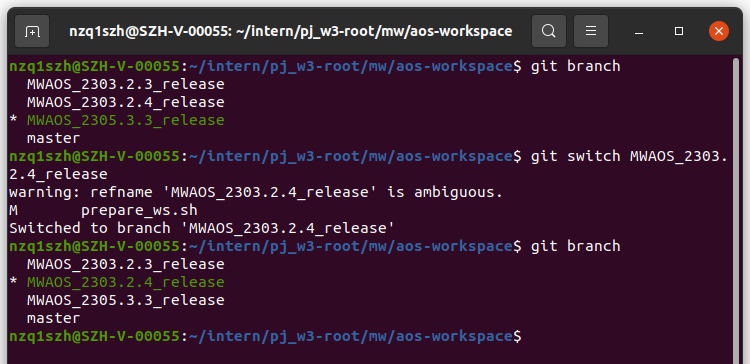 nzq1szh@SZH-V-00055: ~/intern/pj_w3-root/mw/aos-workspace
nzq1szh@SZH-V-00055:~/intern/pj_w3-root/mw/aos-workspace$ git branch
  MWAOS_2303.2.3_release
  MWAOS_2303.2.4_release
* MWAOS_2305.3.3_release
  master
nzq1szh@SZH-V-00055:~/intern/pj_w3-root/mw/aos-workspace$ git switch MWAOS_2303.
2.4_release
warning: refname 'MWAOS_2303.2.4_release' is ambiguous.
M       prepare_ws.sh
Switched to branch 'MWAOS_2303.2.4_release'
nzq1szh@SZH-V-00055:~/intern/pj_w3-root/mw/aos-workspace$ git branch
  MWAOS_2303.2.3_release
* MWAOS_2303.2.4_release
  MWAOS_2305.3.3_release
  master
nzq1szh@SZH-V-00055:~/intern/pj_w3-root/mw/aos-workspace$